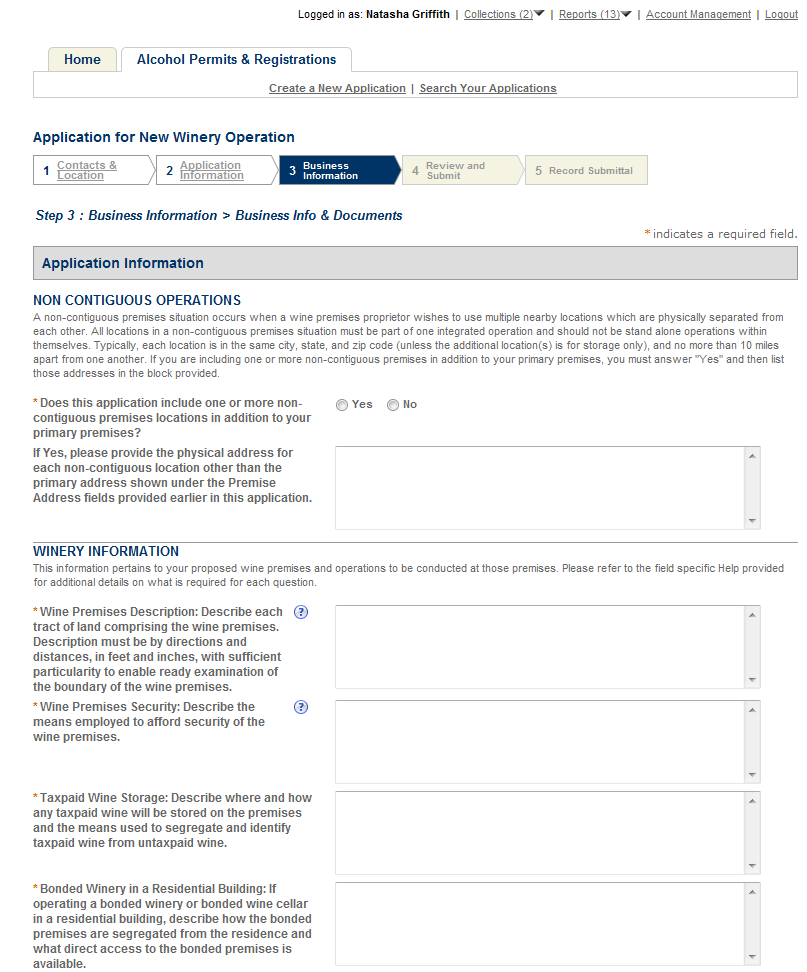 Logged in as: Natasha Griffith | Collections (2) | Reports (13) | Account Management | Logout
Home Alcohol Permits & Registrations
Create a New Application | Search Your Applications
Application for New Winery Operation
1 Contacts & Location 2 Application Information 3 Business Information 4 Review and Submit 5 Record Submittal
Step 3 : Business Information > Business Info & Documents
* indicates a required field.
Application Information
NON CONTIGUOUS OPERATIONS
A non-contiguous premises situation occurs when a wine premises proprietor wishes to use multiple nearby locations which are physically separated from
each other. All locations in a non-contiguous premises situation must be part of one integrated operation and should not be stand alone operations within
themselves. Typically, each location is in the same city, state, and zip code (unless the additional location(s) is for storage only), and no more than 10 miles
apart from one another. If you are including one or more non-contiguous premises in addition to your primary premises, you must answer "Yes" and then list
those addresses in the block provided.
* Does this application include one or more non- Yes No
contiguous premises locations in addition to your
primary premises?
If Yes, please provide the physical address for
each non-contiguous location other than the
primary address shown under the Premise
Address fields provided earlier in this application.
WINERY INFORMATION
This information pertains to your proposed wine premises and operations to be conducted at those premises. Please refer to the field specific Help provided
for additional details on what is required for each question.
* Wine Premises Description: Describe each ?
tract of land comprising the wine premises.
Description must be by directions and
distances, in feet and inches, with sufficient
particularity to enable ready examination of
the boundary of the wine premises.
* Wine Premises Security: Describe the ?
means employed to afford security of the
wine premises.
* Taxpaid Wine Storage: Describe where and how
any taxpaid wine will be stored on the premises
and the means used to segregate and identify
taxpaid wine from untaxpaid wine.
* Bonded Winery in a Residential Building: If
operating a bonded winery or bonded wine cellar
in a residential building, describe how the bonded
premises are segregated from the residence and
what direct access to the bonded premises is
available.